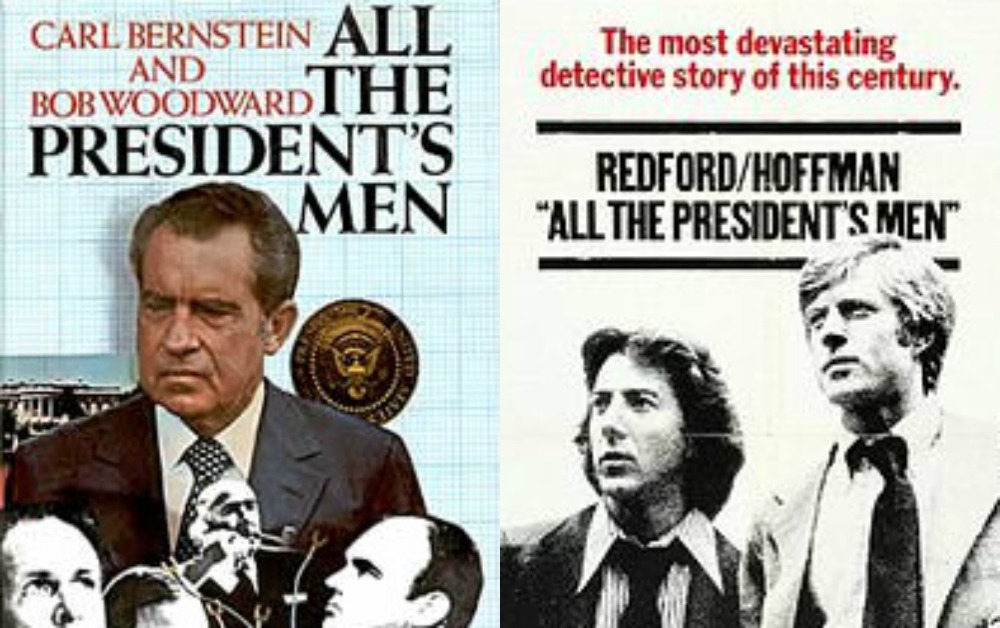 CARL BERNSTEIN
AND
BOB WOODWARD
ALL
THE
PRESIDENT'S
MEN
The most devastating
detective story of this century.
REDFORD/HOFFMAN
"ALL THE PRESIDENT'S MEN"